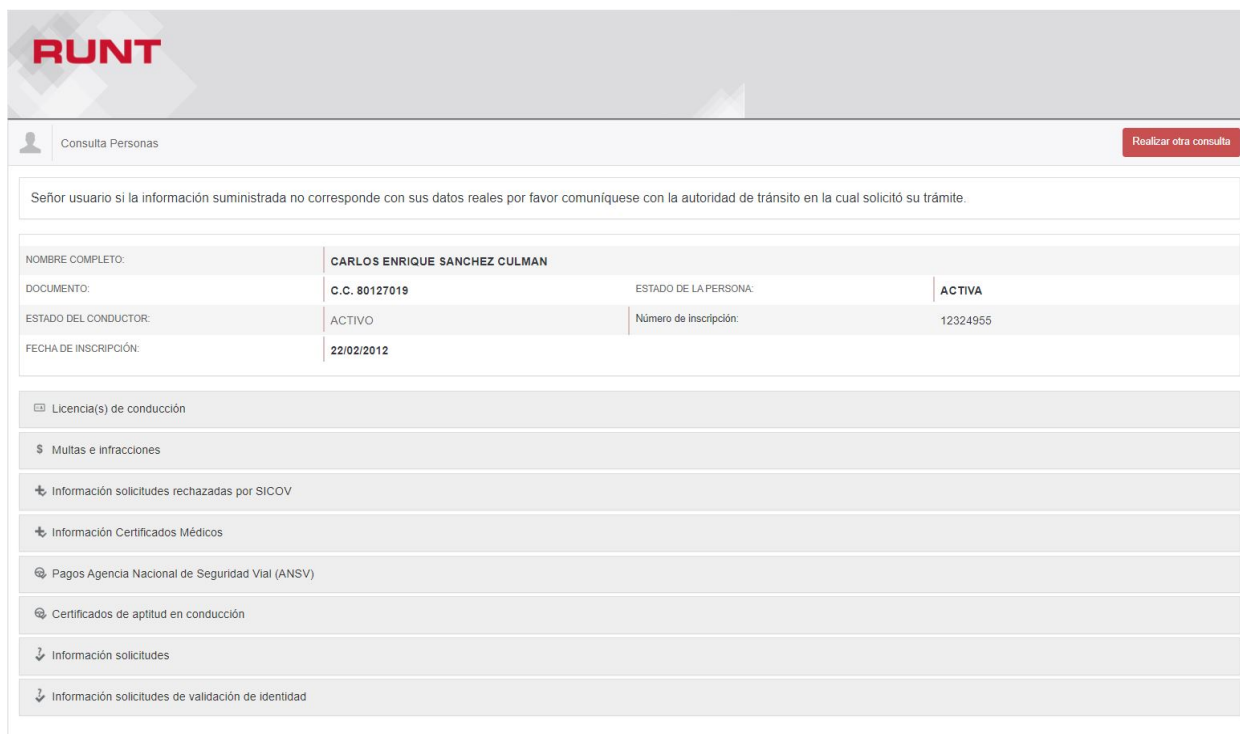 RUNT
Consulta Personas
Realizar otra consulta
Señor usuario si la información suministrada no corresponde con sus datos reales por favor comuníquese con la autoridad de tránsito en la cual solicitó su trámite.
NOMBRE COMPLETO: CARLOS ENRIQUE SANCHEZ CULMAN
DOCUMENTO: C.C. 80127019 ESTADO DE LA PERSONA: ACTIVA
ESTADO DEL CONDUCTOR: ACTIVO Número de inscripción: 12324955
FECHA DE INSCRIPCIÓN: 22/02/2012
Licencia(s) de conducción
$ Multas e infracciones
Información solicitudes rechazadas por SICOV
Información Certificados Médicos
Pagos Agencia Nacional de Seguridad Vial (ANSV)
Certificados de aptitud en conducción
Información solicitudes
Información solicitudes de validación de identidad